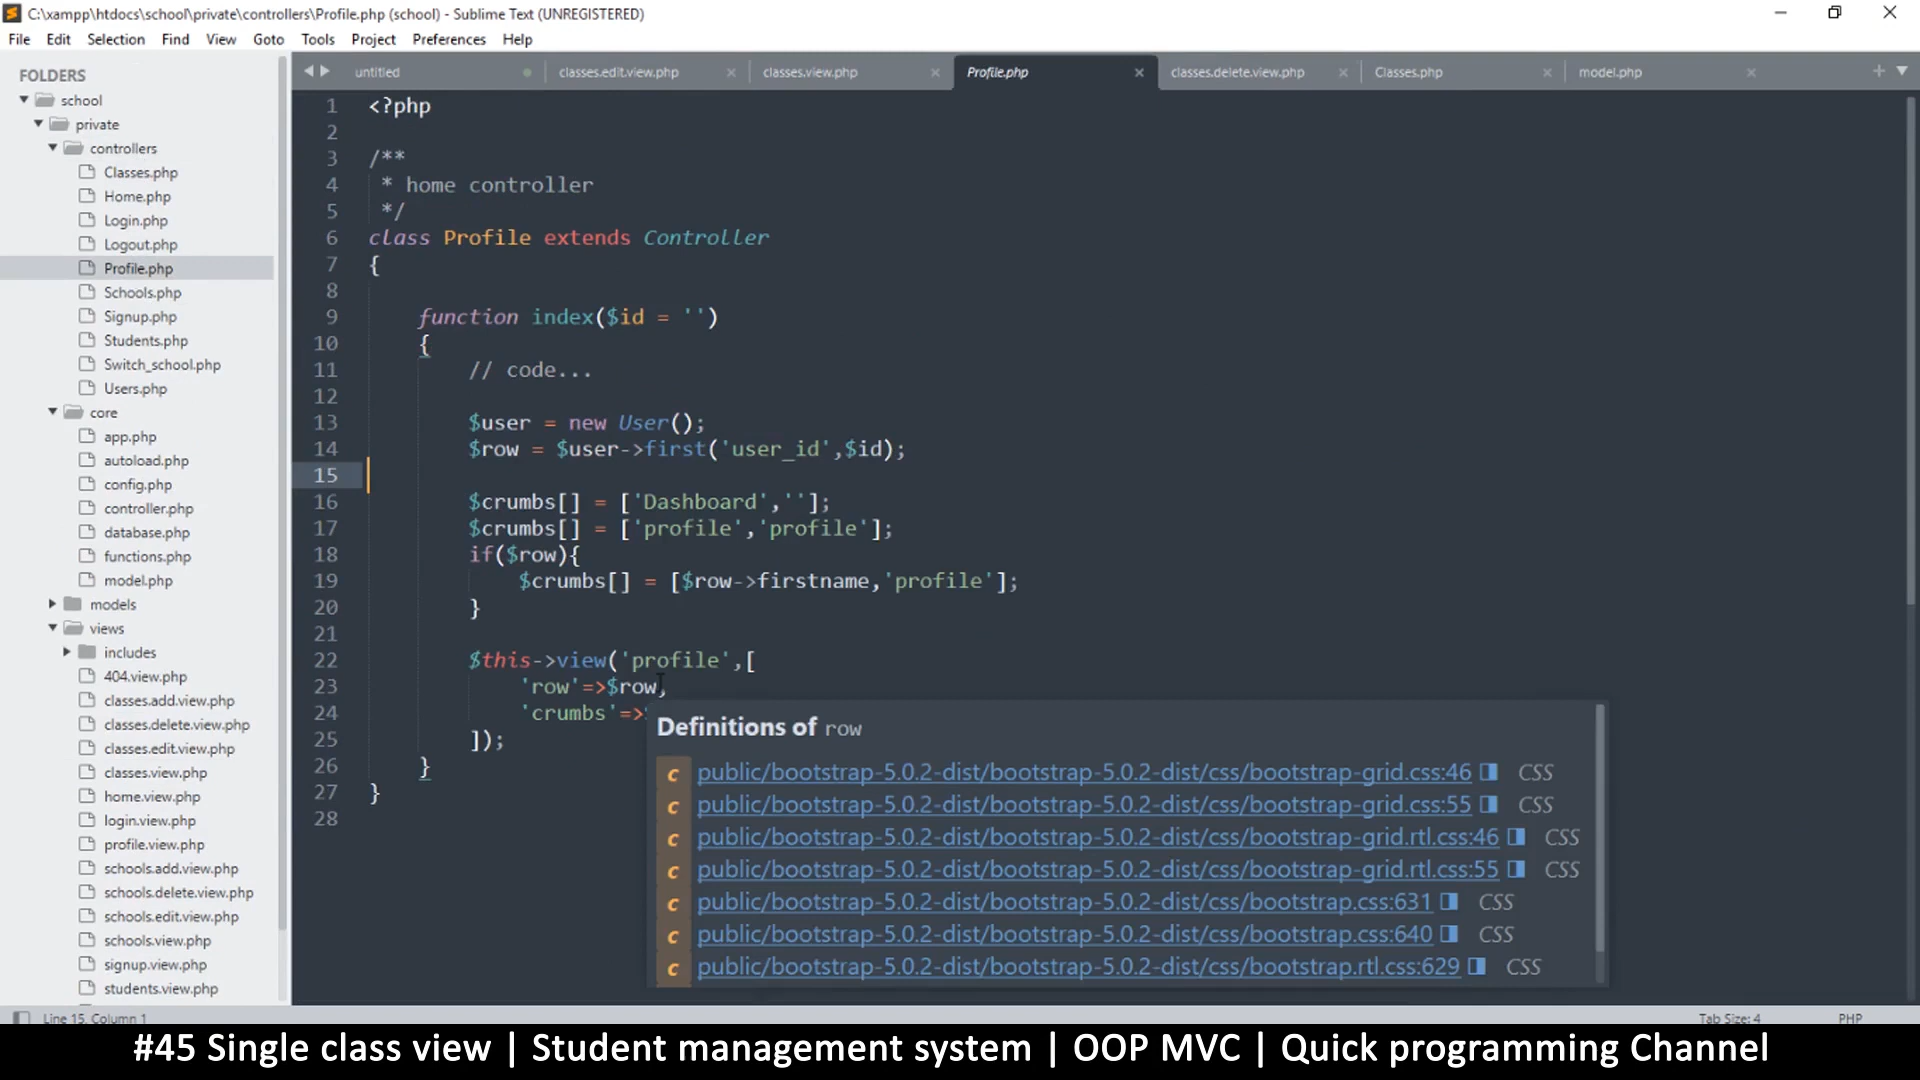 C:\xampp\htdocs\school\private\controllers\Profile.php (school) - Sublime Text (UNREGISTERED)
File Edit Selection Find View Goto Tools Project Preferences Help
FOLDERS
school
private
controllers
Classes.php
Home.php
Login.php
Logout.php
Profile.php
Schools.php
Signup.php
Students.php
Switch_school.php
Users.php
core
app.php
autoload.php
config.php
controller.php
database.php
functions.php
model.php
models
views
includes
404.view.php
classes.add.view.php
classes.delete.view.php
classes.edit.view.php
classes.view.php
home.view.php
login.view.php
profile.view.php
schools.add.view.php
schools.delete.view.php
schools.edit.view.php
schools.view.php
signup.view.php
students.view.php
untitled classes.edit.view.php classes.view.php Profile.php classes.delete.view.php Classes.php model.php
1 <?php
2
3 /**
4 * home controller
5 */
6 class Profile extends Controller
7 {
8
9 function index($id = '')
10 {
11 // code...
12
13 $user = new User();
14 $row = $user->first('user_id',$id);
15
16 $crumbs[] = ['Dashboard',''];
17 $crumbs[] = ['profile','profile'];
18 if($row){
19 $crumbs[] = [$row->firstname,'profile'];
20 }
21
22 $this->view('profile',[
23 'row'=>$row,
24 'crumbs'=>$
25 ]);
26 }
27 }
28
Definitions of row
c public/bootstrap-5.0.2-dist/bootstrap-5.0.2-dist/css/bootstrap-grid.css:46 CSS
c public/bootstrap-5.0.2-dist/bootstrap-5.0.2-dist/css/bootstrap-grid.css:55 CSS
c public/bootstrap-5.0.2-dist/bootstrap-5.0.2-dist/css/bootstrap-grid.rtl.css:46 CSS
c public/bootstrap-5.0.2-dist/bootstrap-5.0.2-dist/css/bootstrap-grid.rtl.css:55 CSS
c public/bootstrap-5.0.2-dist/bootstrap-5.0.2-dist/css/bootstrap.css:631 CSS
c public/bootstrap-5.0.2-dist/bootstrap-5.0.2-dist/css/bootstrap.css:640 CSS
c public/bootstrap-5.0.2-dist/bootstrap-5.0.2-dist/css/bootstrap.rtl.css:629 CSS
Line 15, Column 1 Tab Size: 4 PHP
#45 Single class view | Student management system | OOP MVC | Quick programming Channel